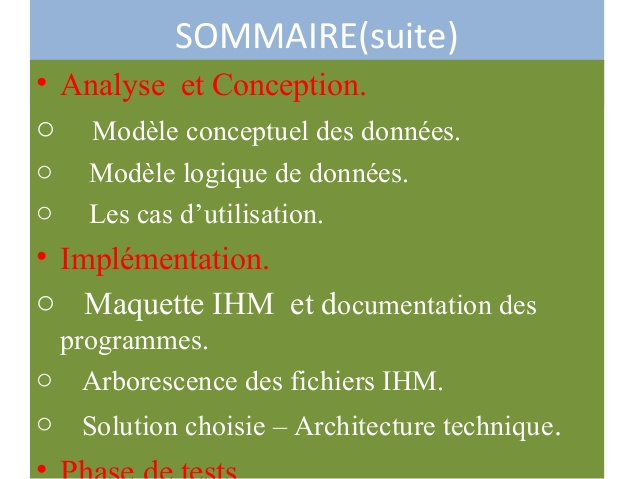 SOMMAIRE(suite)
• Analyse et Conception.
o Modèle conceptuel des données.
o Modèle logique de données.
o Les cas d’utilisation.
• Implémentation.
o Maquette IHM et documentation des
programmes.
o Arborescence des fichiers IHM.
o Solution choisie – Architecture technique.
• Phase de tests